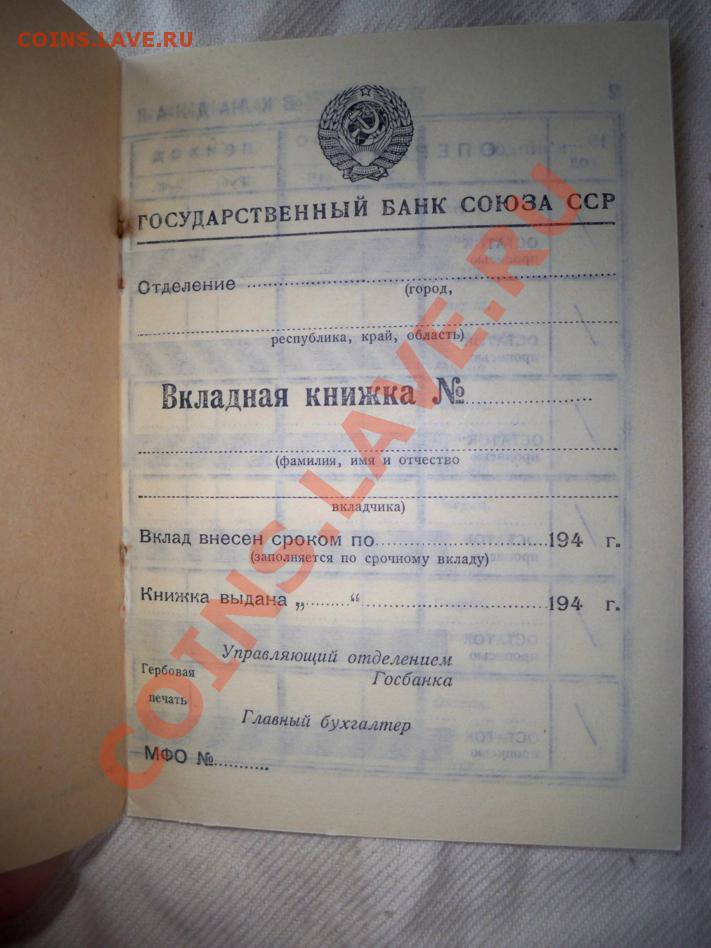 COINS.LAVE.RU
ГОСУДАРСТВЕННЫЙ БАНК СОЮЗА ССР
Отделение
(город,
республика, край, область)
Вкладная книжка №
(фамилия, имя и отчество
вкладчика)
Вклад внесен сроком по 194 г.
(заполняется по срочному вкладу)
Книжка выдана „ “ 194 г.
Управляющий отделением
Госбанка
Гербовая
печать
Главный бухгалтер
МФО №
COINS.LAVE.RU